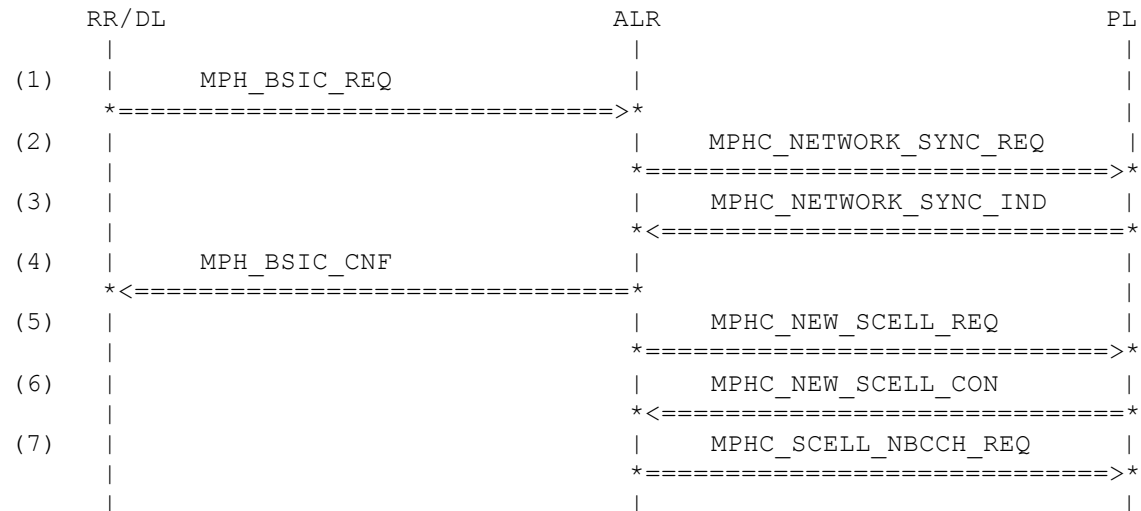 RR/DL ALR PL
| | |
(1) | MPH_BSIC_REQ | |
*===============================>* |
(2) | | MPHC_NETWORK_SYNC_REQ |
| *=============================>*
(3) | | MPHC_NETWORK_SYNC_IND |
| *<=============================*
(4) | MPH_BSIC_CNF | |
*<===============================* |
(5) | | MPHC_NEW_SCELL_REQ |
| *=============================>*
(6) | | MPHC_NEW_SCELL_CON |
| *<=============================*
(7) | | MPHC_SCELL_NBCCH_REQ |
| *=============================>*
| | |